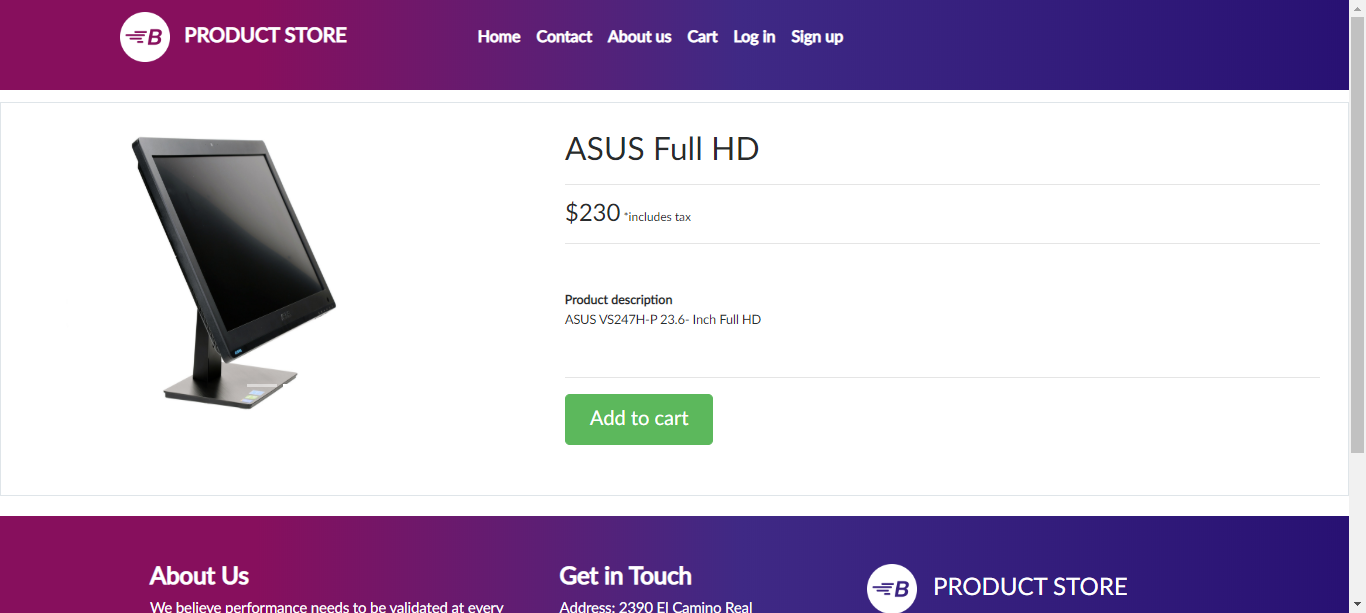 B PRODUCT STORE
Home Contact About us Cart Log in Sign up
ASUS Full HD
$230 *includes tax
Product description
ASUS VS247H-P 23.6- Inch Full HD
Add to cart
About Us
We believe performance needs to be validated at every
Get in Touch
Address: 2390 El Camino Real
B PRODUCT STORE